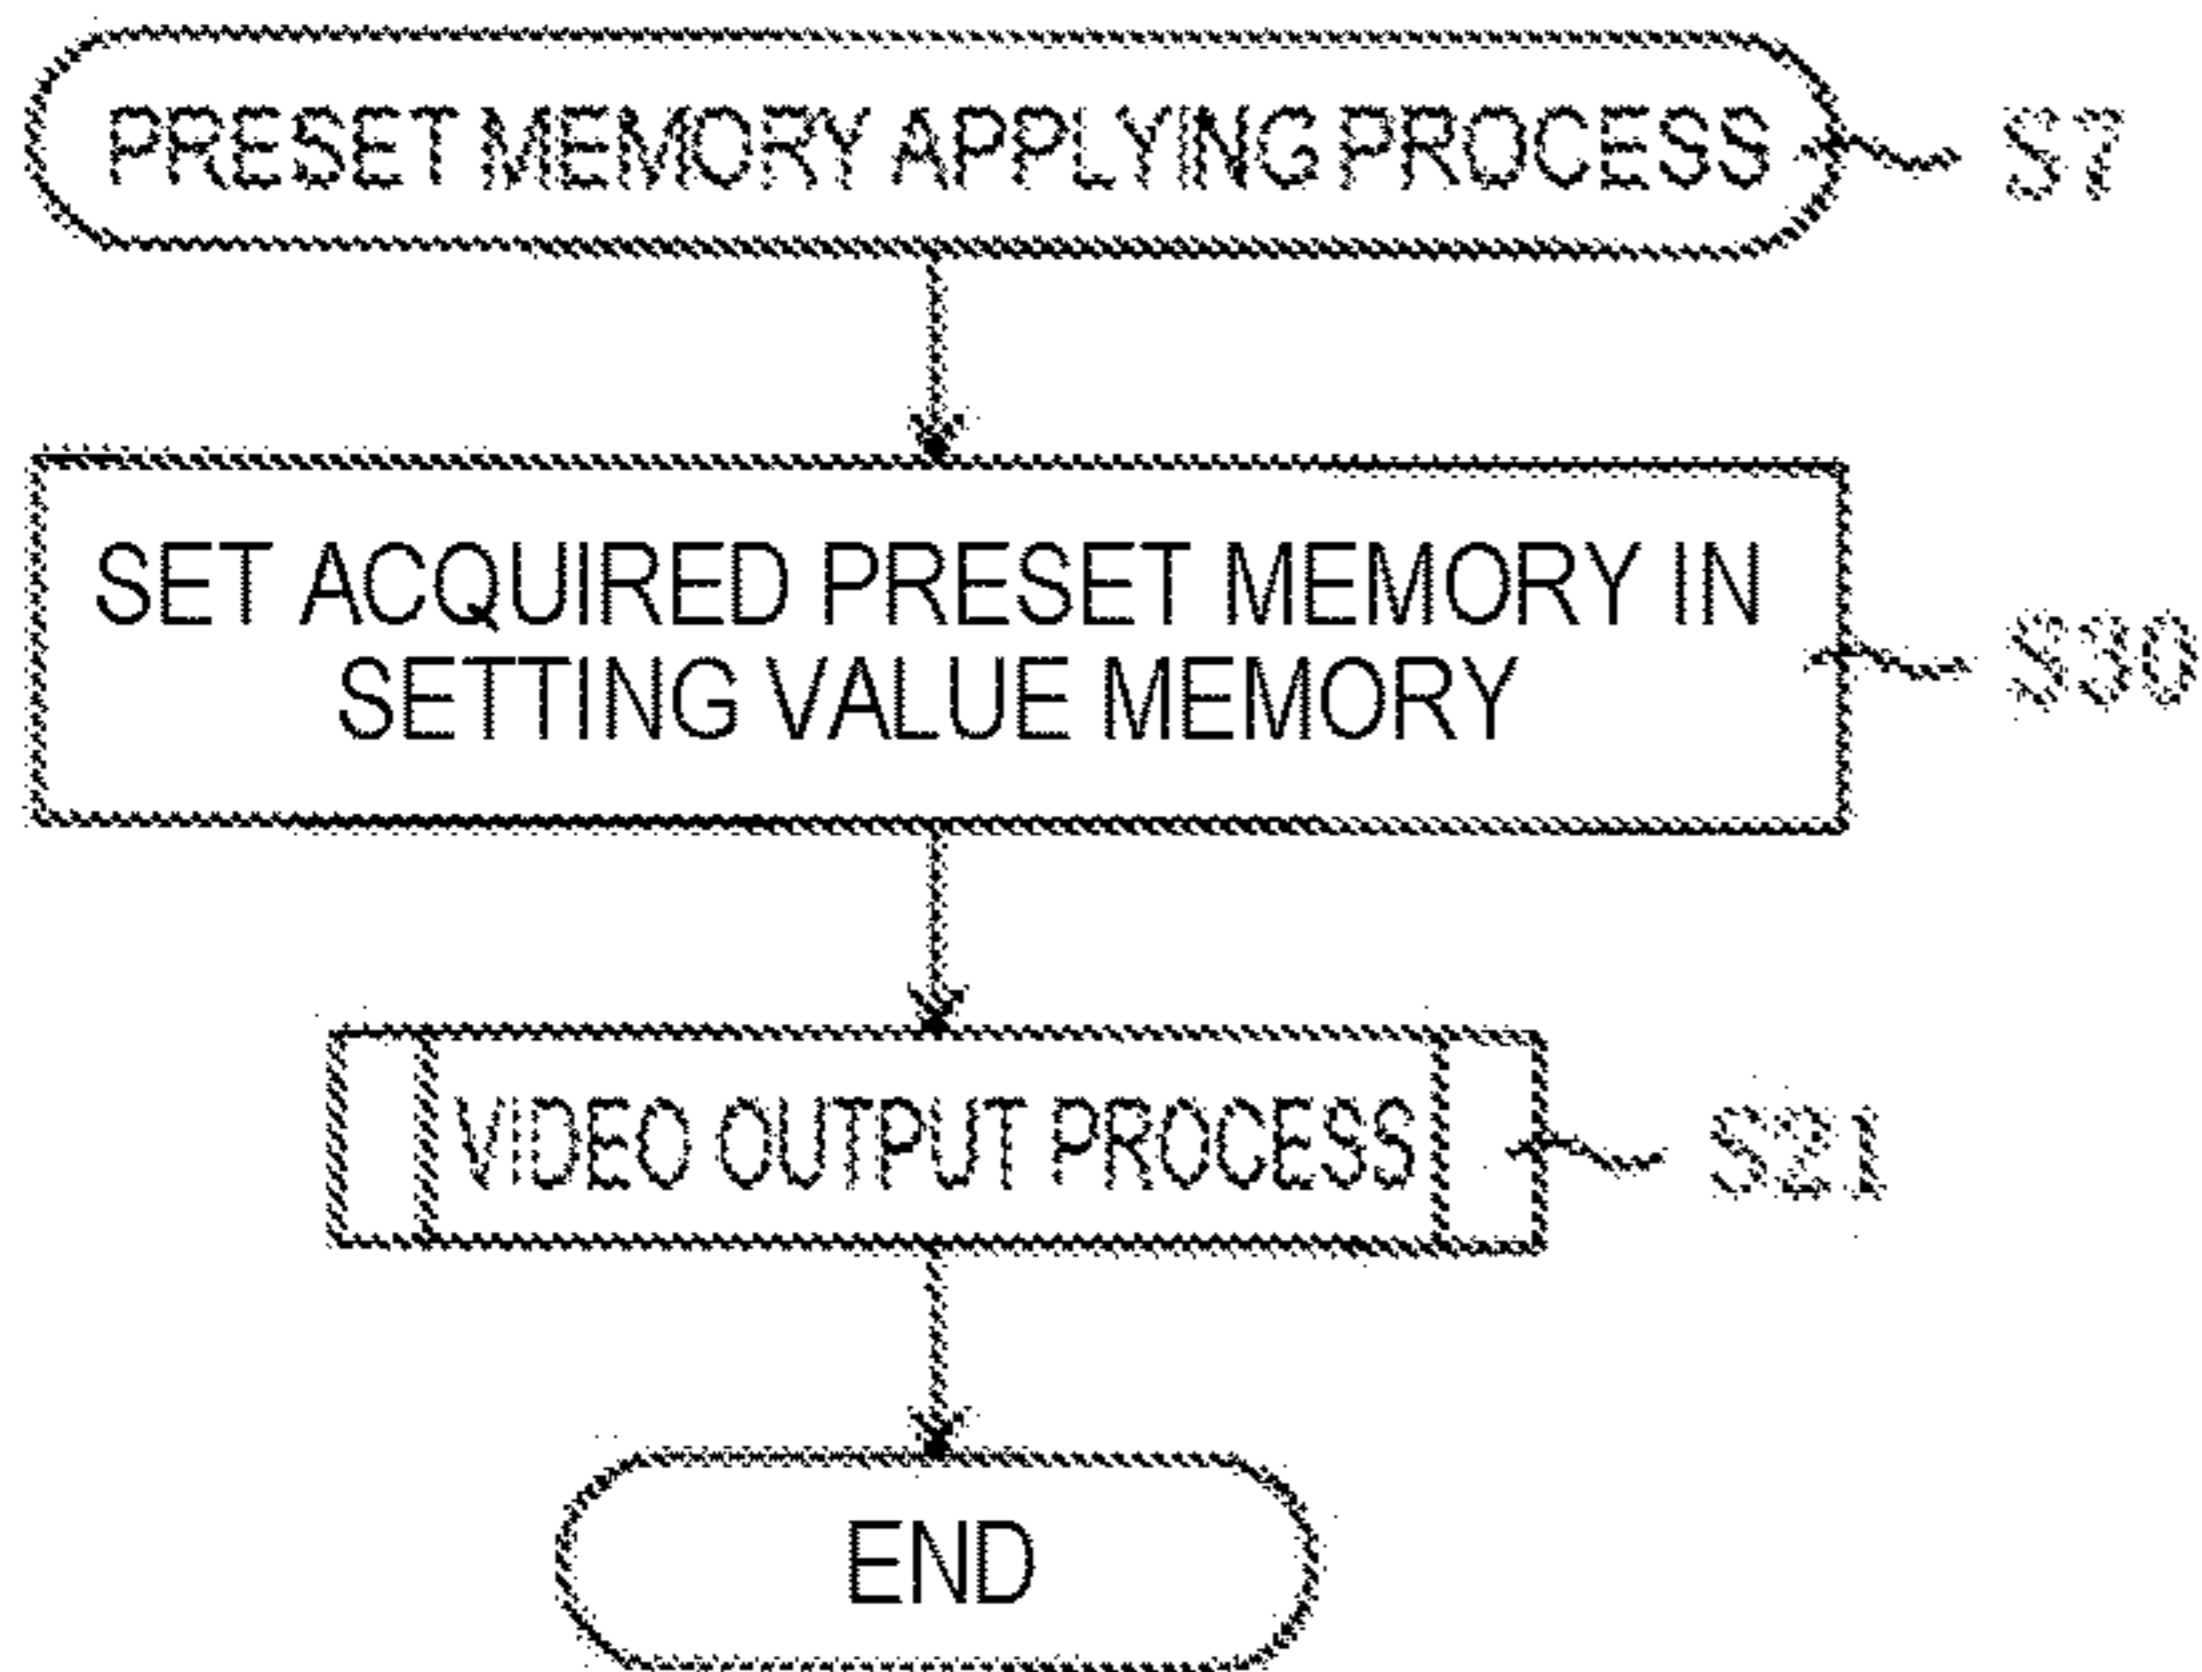 PRESET MEMORY APPLYING PROCESS
S7
SET ACQUIRED PRESET MEMORY IN
SETTING VALUE MEMORY
S30
VIDEO OUTPUT PROCESS
S21
END